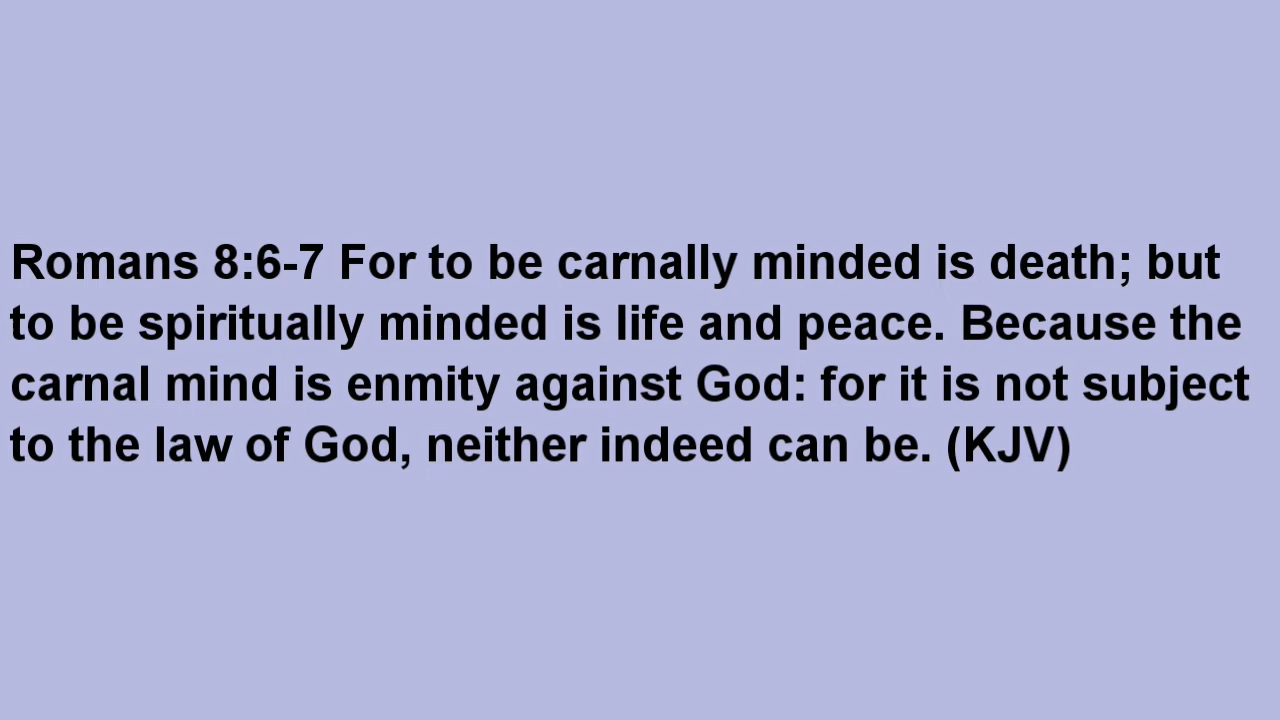 Romans 8:6-7 For to be carnally minded is death; but
to be spiritually minded is life and peace. Because the
carnal mind is enmity against God: for it is not subject
to the law of God, neither indeed can be. (KJV)